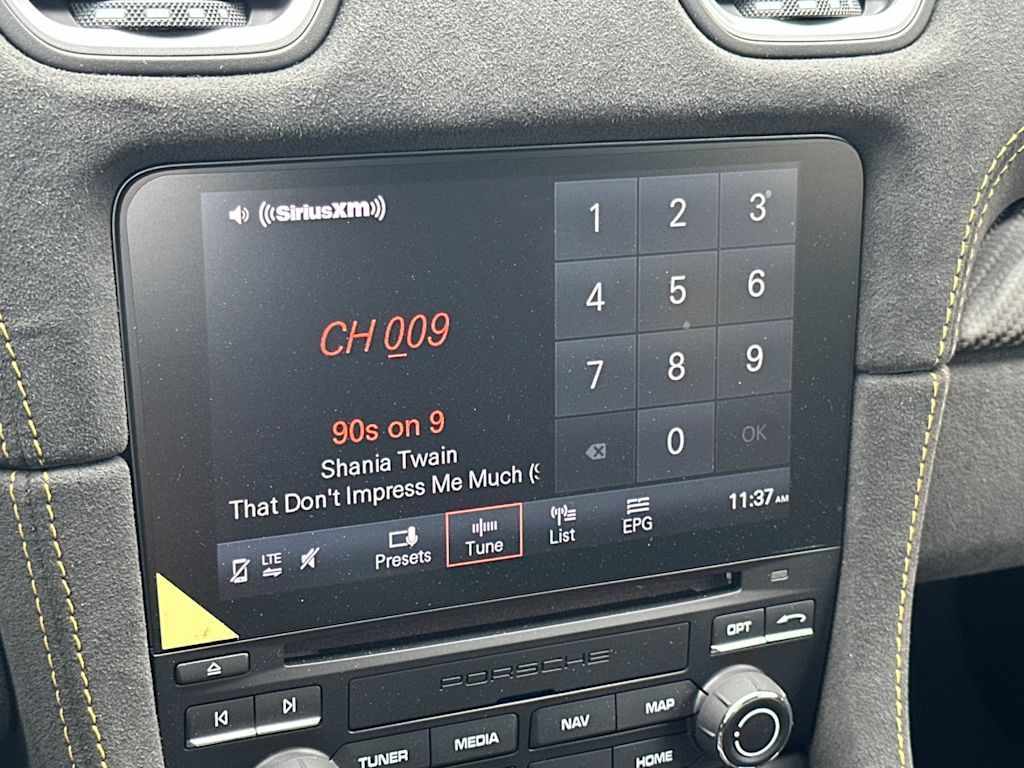 SiriusXM
CH 009
90s on 9
Shania Twain
That Don't Impress Me Much (9
1 2 3
4 5 6
7 8 9
0 OK
LTE
Presets
Tune
List
EPG
11:37 AM
OPT
PORSCHE
TUNER
MEDIA
NAV
MAP
HOME